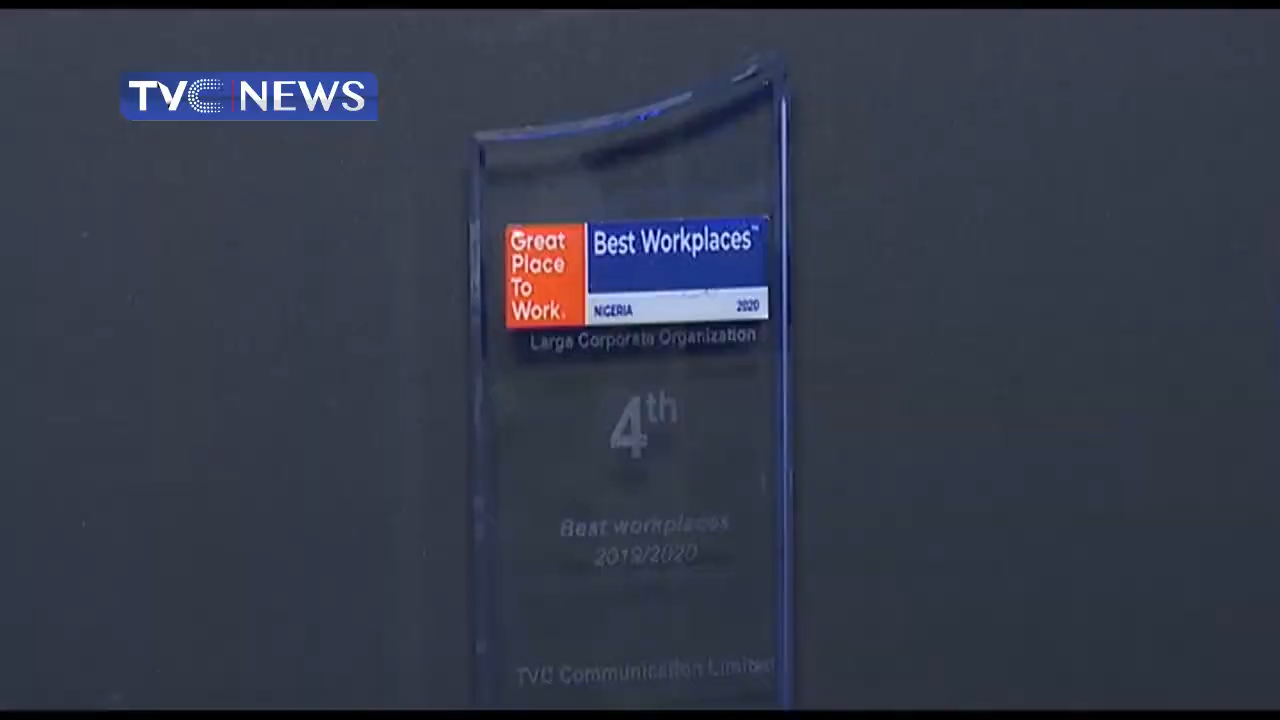 TVC NEWS
Great
Place
To
Work.
Best Workplaces™
NIGERIA 2020
Large Corporate Organization
4th
Best workplaces
2019/2020
TVC Communication Limited